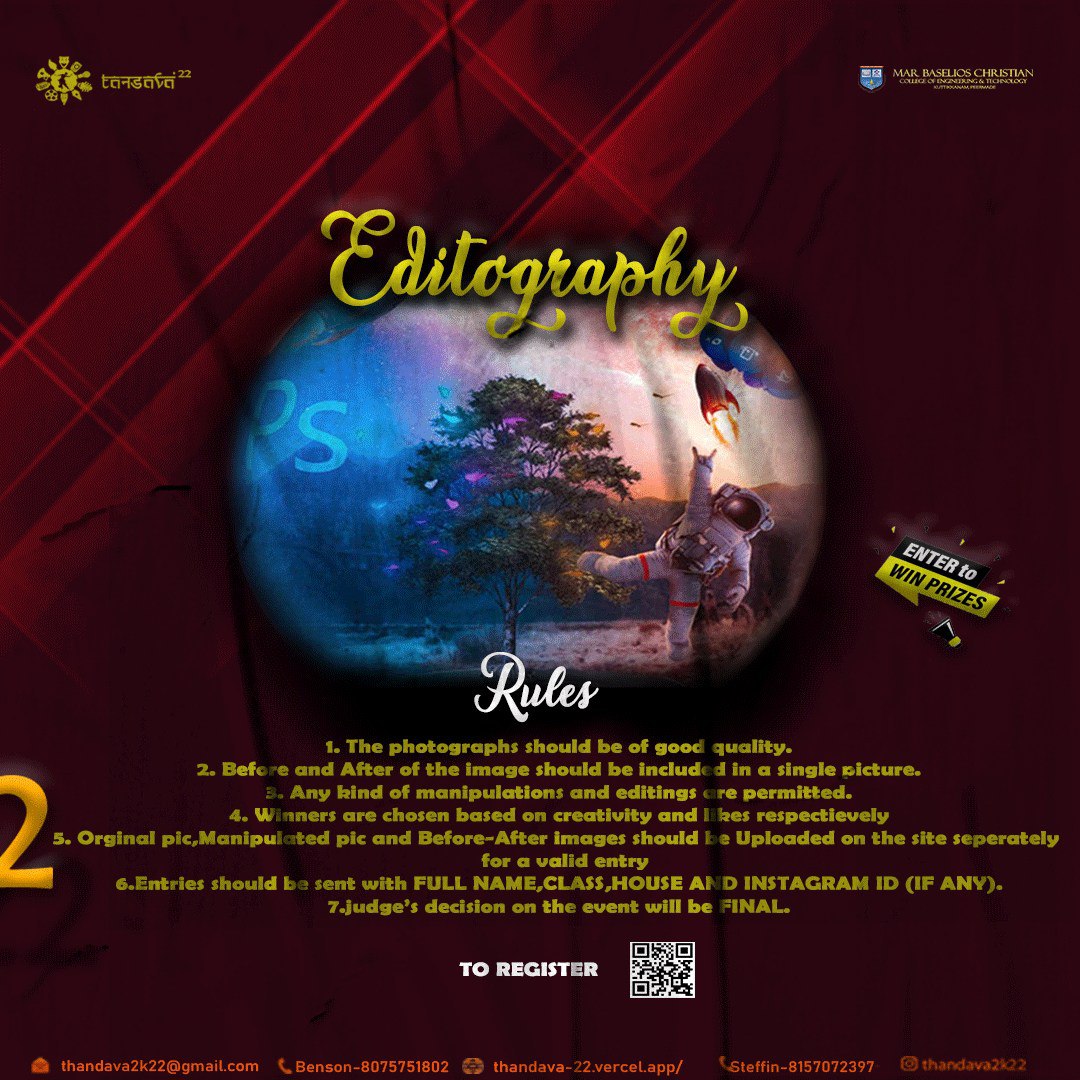 tandava'22
MAR BASELIOS CHRISTIAN
COLLEGE OF ENGINEERING & TECHNOLOGY
KUTTIKKANAM, PEERMADE
Editography
PS
ENTER to
WIN PRIZES
Rules
1. The photographs should be of good quality.
2. Before and After of the image should be included in a single picture.
3. Any kind of manipulations and editings are permitted.
4. Winners are chosen based on creativity and likes respectievely
5. Orginal pic,Manipulated pic and Before-After images should be Uploaded on the site seperately
for a valid entry
6.Entries should be sent with FULL NAME,CLASS,HOUSE AND INSTAGRAM ID (IF ANY).
7.judge's decision on the event will be FINAL.
2
TO REGISTER
thandava2k22@gmail.com Benson-8075751802 thandava-22.vercel.app/ Steffin-8157072397 thandava2k22